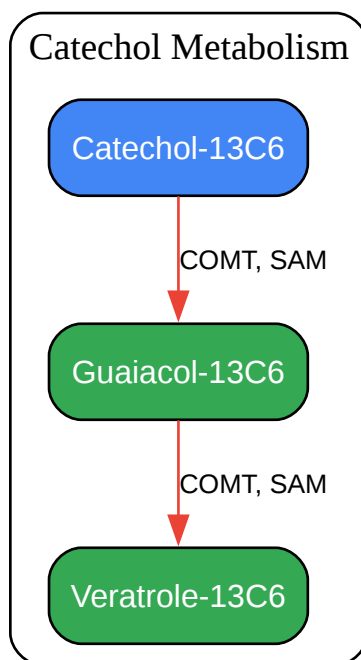 Catechol Metabolism
Catechol-13C6
COMT, SAM
Guaiacol-13C6
COMT, SAM
Veratrole-13C6